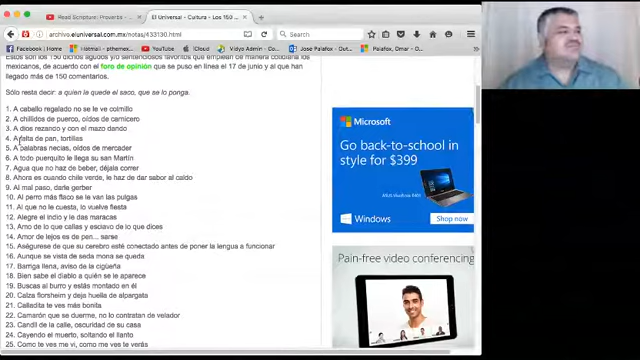 Read Scripture: Proverbs
El Universal - Cultura - Los 150 ...
archivo.eluniversal.com.mx/notas/433130.html
Search
Facebook Home
Hotmail - pthemex...
YouTube
Vidyo Admin - Co...
Jose Palafox
Palafox, Omar - O...
Estos son los 150 dichos agudos y/o sentenciosos favoritos que emplean de manera cotidiana los
mexicanos, de acuerdo con el foro de opinión que se puso en línea el 17 de junio y al que han
llegado más de 150 comentarios.
Sólo resta decir: a quien la quede el saco, que se lo ponga.
1. A caballo regalado no se le ve colmillo
2. A chillidos de puerco, oídos de carnicero
3. A dios rezando y con el mazo dando
4. A falta de pan, tortillas
5. A palabras necias, oídos de mercader
6. A todo puerquito le llega su san Martín
7. Agua que no haz de beber, déjala correr
8. Ahora es cuando chile verde, le haz de dar sabor al caldo
9. Al mal paso, darle gerber
10. Al perro más flaco se le van las pulgas
11. Al que no le cuesta, lo vuelve fiesta
12. Alegre el indio y le das maracas
13. Amo de lo que callas y esclavo de lo que dices
14. Amor de lejos es de pen... sarse
15. Asegúrese de que su cerebro esté conectado antes de poner la lengua a funcionar
16. Aunque se vista de seda mona se queda
17. Barriga llena, aviso de la cigüeña
18. Bien sabe el diablo a quién se le aparece
19. Buscas al burro y estás montado en él
20. Calza florsheim y deja huella de alpargata
21. Calladita te ves más bonita
22. Camarón que se duerme, no lo contratan de velador
23. Candil de la calle, oscuridad de su casa
24. Cayendo el muerto, soltando el llanto
25. Como te ves me vi, como me ves te verás
Microsoft
Go back-to-school in
style for $399
Windows
Shop now
Pain-free video conferencing